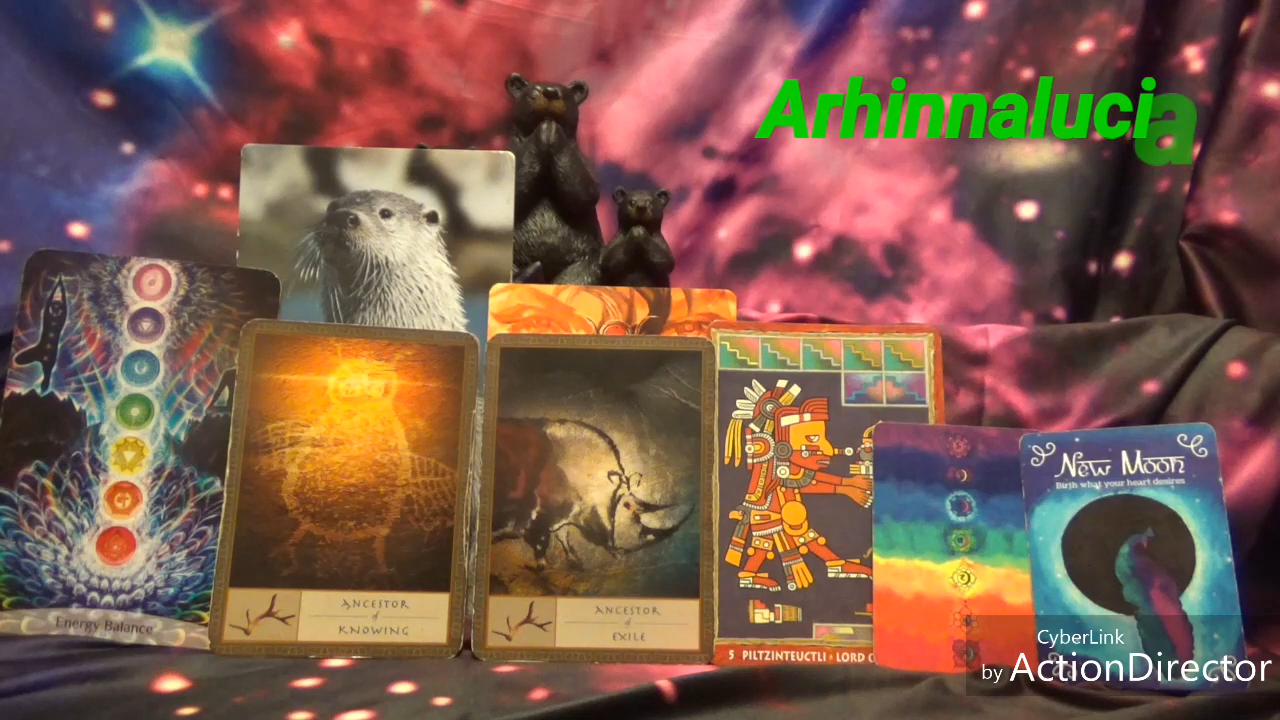 Arhinnalucia
Energy Balance
ANCESTOR
of
KNOWING
ANCESTOR
of
EXILE
5 PILTZINTEUCTLI • LORD
New Moon
Birth what your heart desires
CyberLink
by ActionDirector